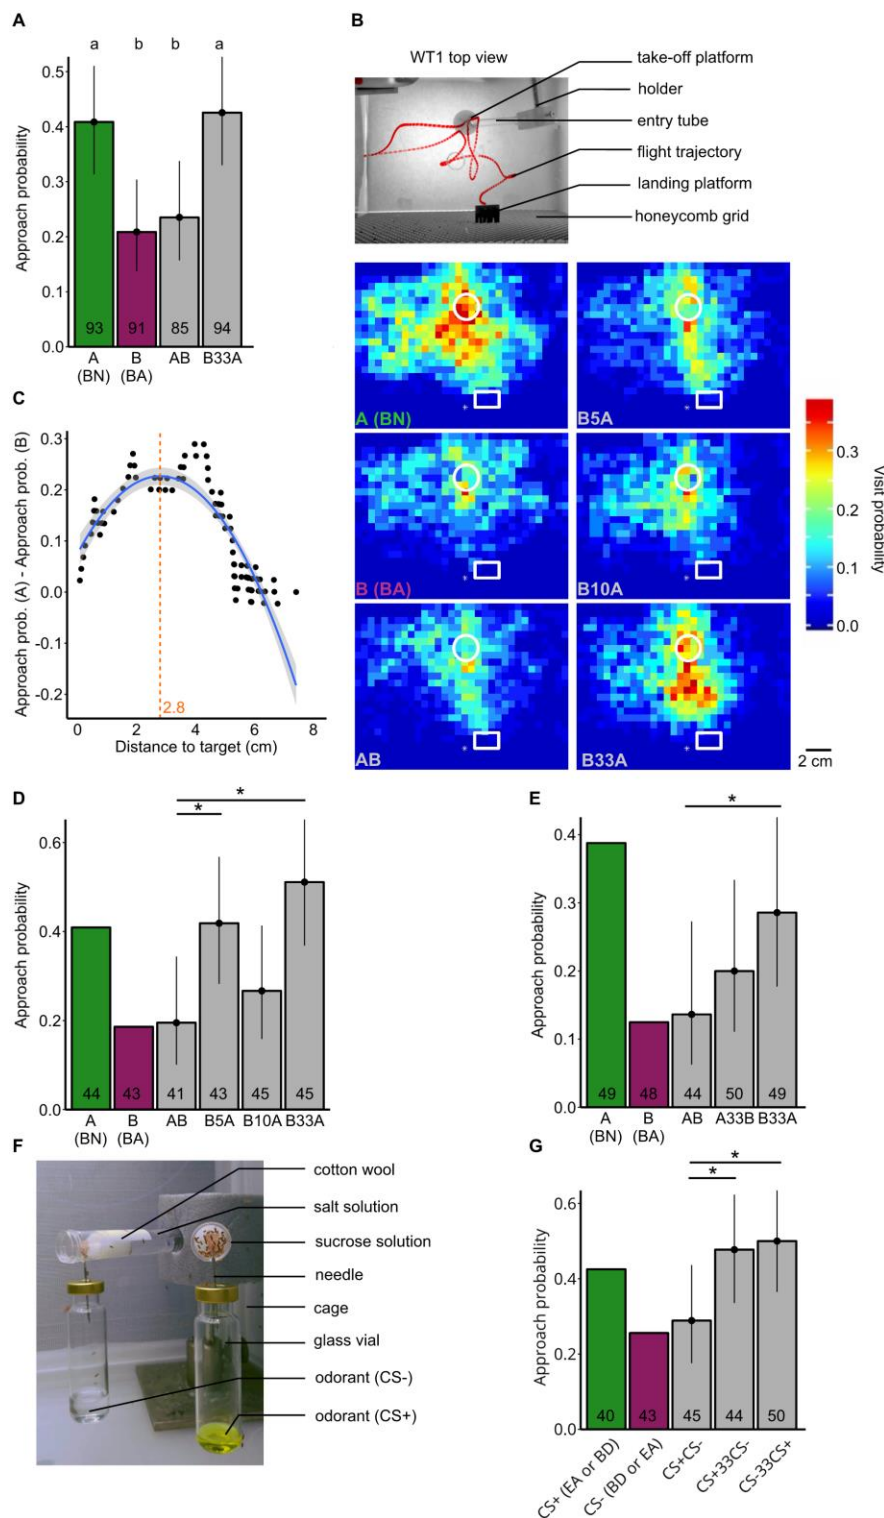 A
a b b a
Approach probability
0.5
0.4
0.3
0.2
0.1
0.0
93 91 85 94
A B AB B33A
(BN) (BA)
B
WT1 top view
take-off platform
holder
entry tube
flight trajectory
landing platform
honeycomb grid
A (BN)
B5A
B (BA)
B10A
AB
B33A
0.3
0.2
0.1
0.0
Visit probability
2 cm
C
Approach prob. (A) - Approach prob. (B)
0.3
0.2
0.1
0.0
-0.1
-0.2
2.8
0 2 4 6 8
Distance to target (cm)
D
*
*
Approach probability
0.6
0.4
0.2
0.0
44 43 41 43 45 45
A B AB B5A B10A B33A
(BN) (BA)
E
*
Approach probability
0.4
0.3
0.2
0.1
0.0
49 48 44 50 49
A B AB A33B B33A
(BN) (BA)
F
cotton wool
salt solution
sucrose solution
needle
cage
glass vial
odorant (CS-)
odorant (CS+)
G
*
*
Approach probability
0.6
0.4
0.2
0.0
40 43 45 44 50
CS+ (EA or BD)
CS- (BD or EA)
CS+CS-
CS+33CS-
CS-33CS+